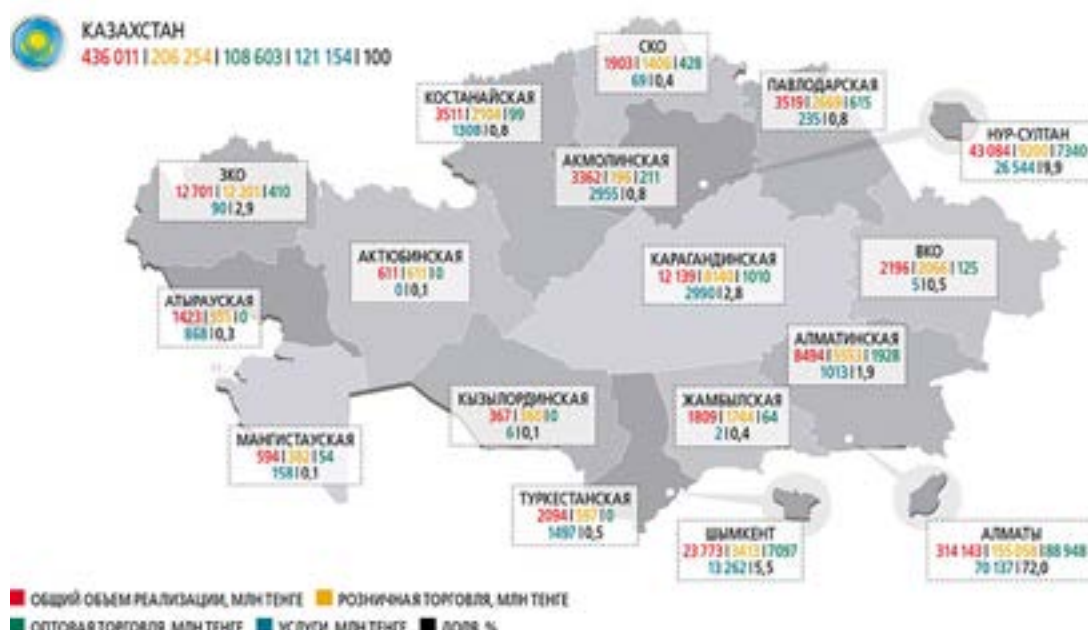 КАЗАХСТАН
436 011 | 206 254 | 108 603 | 121 154 | 100
СКО
1903 | 1406 | 428
69 | 0,4
ПАВЛОДАРСКАЯ
3519 | 2669 | 615
235 | 0,8
КОСТАНАЙСКАЯ
3511 | 2104 | 99
1308 | 0,8
НУР-СУЛТАН
43 084 | 9200 | 7340
26 544 | 9,9
АКМОЛИНСКАЯ
3362 | 196 | 211
2955 | 0,8
ЗКО
12 701 | 12 201 | 410
90 | 2,9
АКТЮБИНСКАЯ
611 | 611 | 0
0 | 0,1
КАРАГАНДИНСКАЯ
12 139 | 8140 | 1010
2990 | 2,8
ВКО
2196 | 2066 | 125
5 | 0,5
АТЫРАУСКАЯ
1423 | 555 | 0
868 | 0,3
АЛМАТИНСКАЯ
8494 | 5553 | 1928
1013 | 1,9
КЫЗЫЛОРДИНСКАЯ
367 | 360 | 0
6 | 0,1
ЖАМБЫЛСКАЯ
1809 | 1744 | 64
2 | 0,4
МАНГИСТАУСКАЯ
594 | 382 | 54
158 | 0,1
ТУРКЕСТАНСКАЯ
2094 | 597 | 0
1497 | 0,5
ШЫМКЕНТ
23 773 | 3413 | 7097
13 262 | 5,5
АЛМАТЫ
314 143 | 155 058 | 88 948
70 137 | 72,0
ОБЩИЙ ОБЪЕМ РЕАЛИЗАЦИИ, МЛН ТЕНГЕ РОЗНИЧНАЯ ТОРГОВЛЯ, МЛН ТЕНГЕ
ОПТОВАЯ ТОРГОВЛЯ, МЛН ТЕНГЕ УСЛУГИ, МЛН ТЕНГЕ ДОЛЯ, %